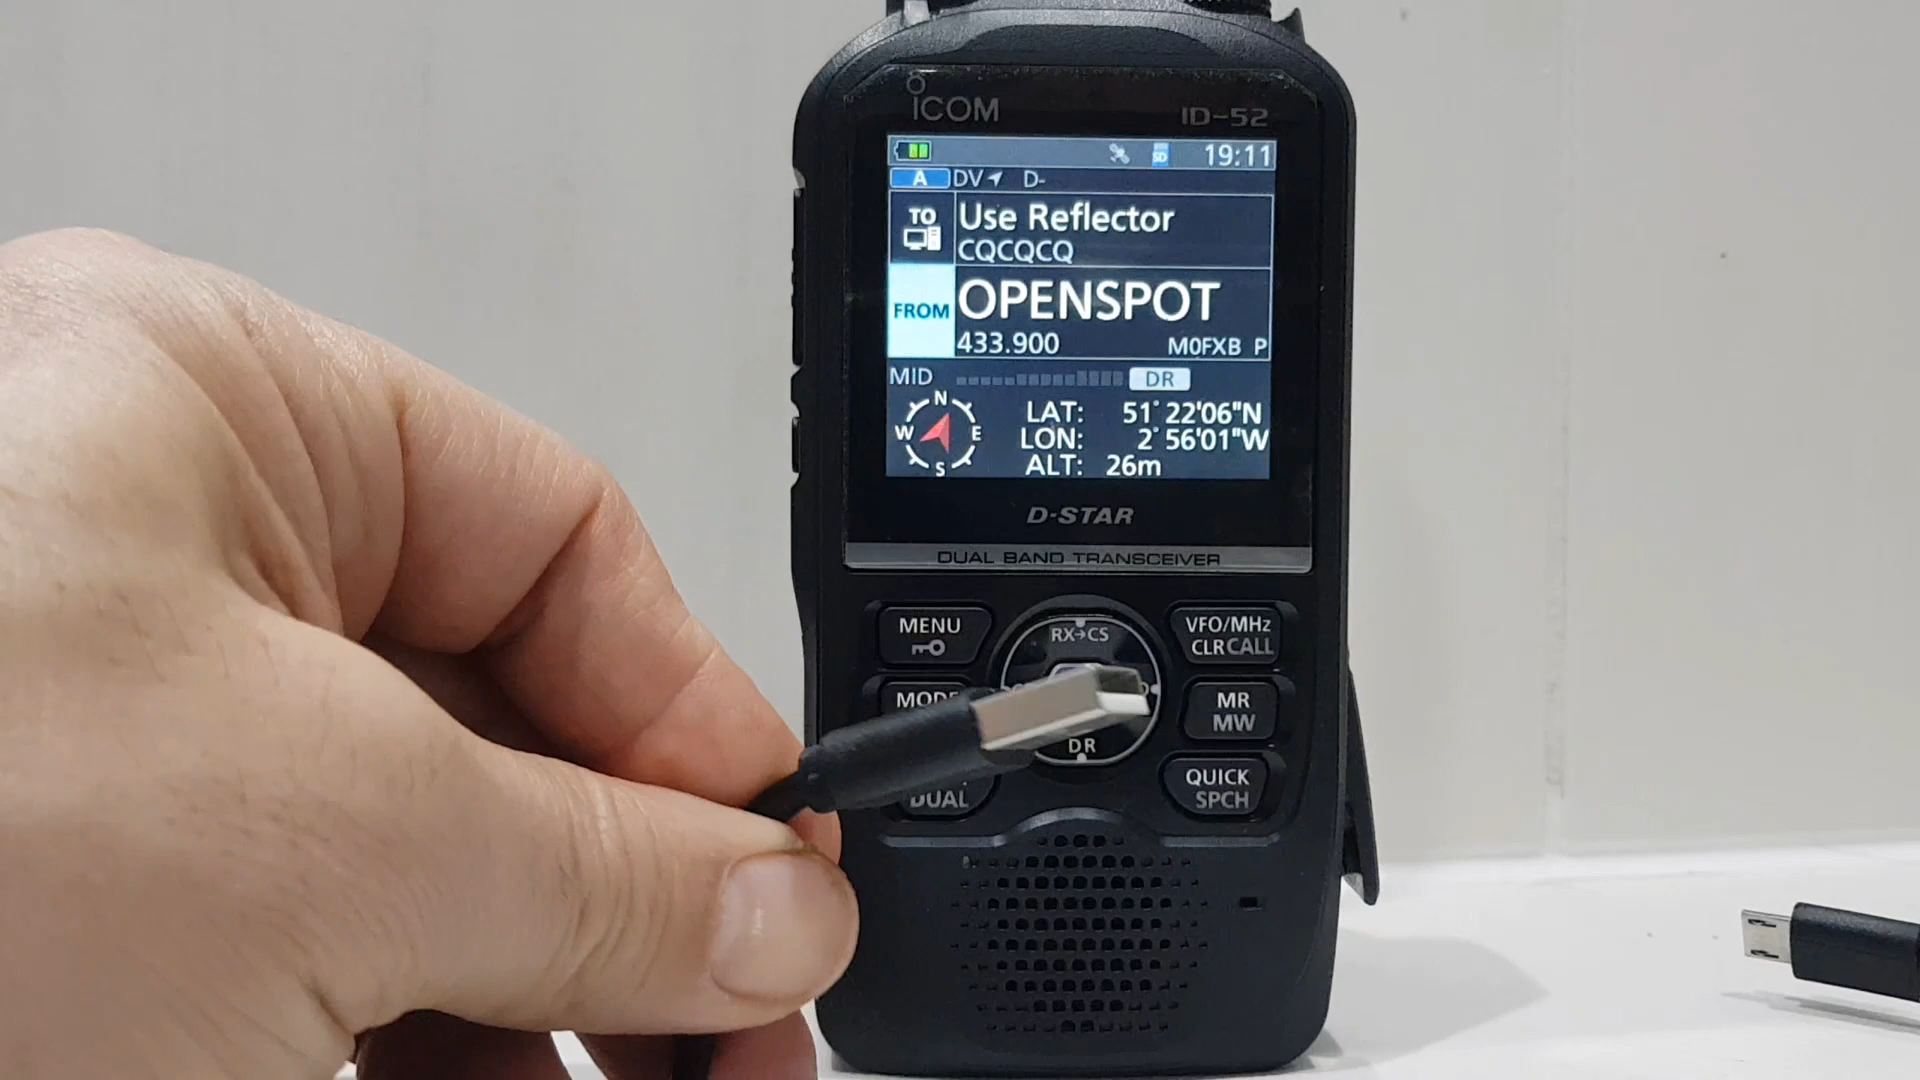 ICOM
ID-52
SD 19:11
A DV D-
TO Use Reflector
CQCQCQ
FROM OPENSPOT
433.900 M0FXB P
MID DR
N
W E
S
LAT: 51° 22'06"N
LON: 2° 56'01"W
ALT: 26m
D-STAR
DUAL BAND TRANSCEIVER
MENU
RX→CS
VFO/MHz
CLR CALL
MODE
MR
MW
DR
DUAL
QUICK
SPCH